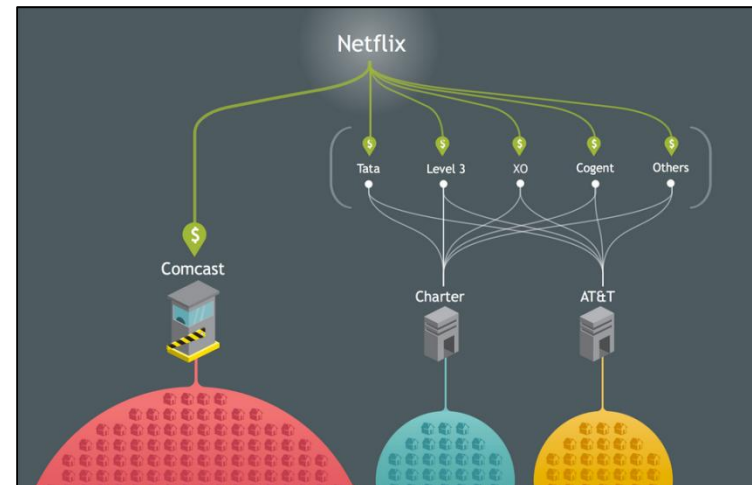 Netflix
$
$
$
$
$
Tata
Level 3
XO
Cogent
Others
$
Comcast
Charter
AT&T